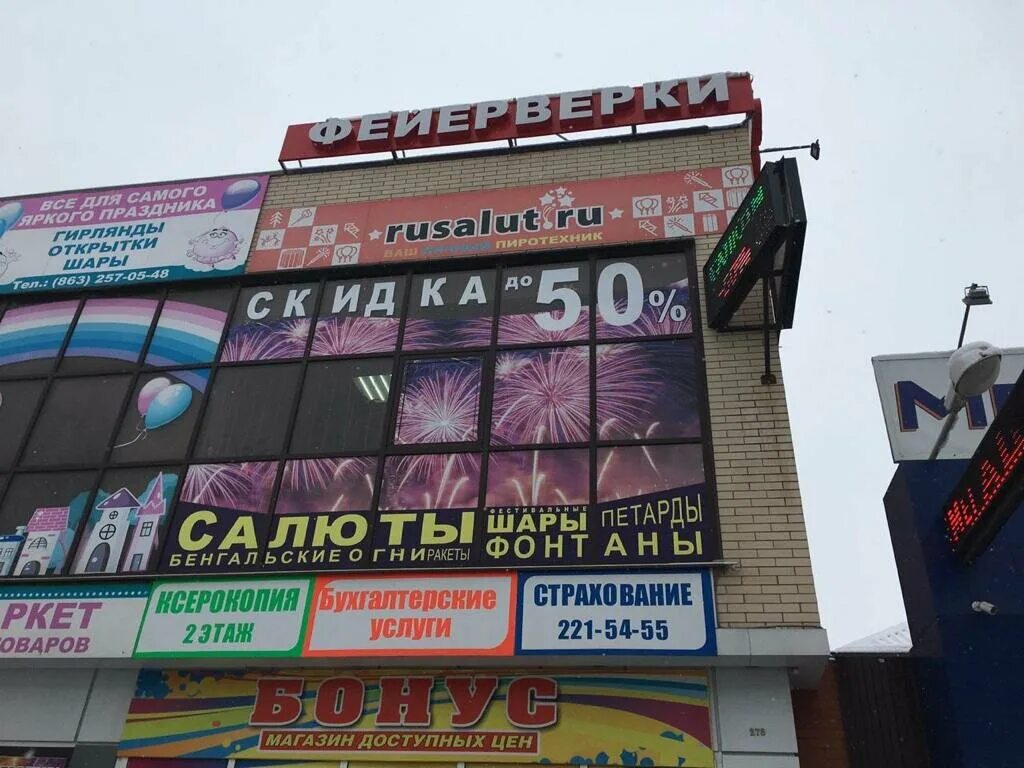 ФЕЙЕРВЕРКИ
ВСЕ ДЛЯ САМОГО
ЯРКОГО ПРАЗДНИКА
ГИРЛЯНДЫ
ОТКРЫТКИ
ШАРЫ
Тел.: (863) 257-05-48
rusalut.ru
ВАШ ПИРОТЕХНИК
СКИДКА ДО 50%
САЛЮТЫ
БЕНГАЛЬСКИЕ ОГНИ РАКЕТЫ
ФЕСТИВАЛЬНЫЕ
ШАРЫ ПЕТАРДЫ
ФОНТАНЫ
РКЕТ
ОВАРОВ
КСЕРОКОПИЯ
2 ЭТАЖ
Бухгалтерские
услуги
СТРАХОВАНИЕ
221-54-55
БОНУС
МАГАЗИН ДОСТУПНЫХ ЦЕН
278